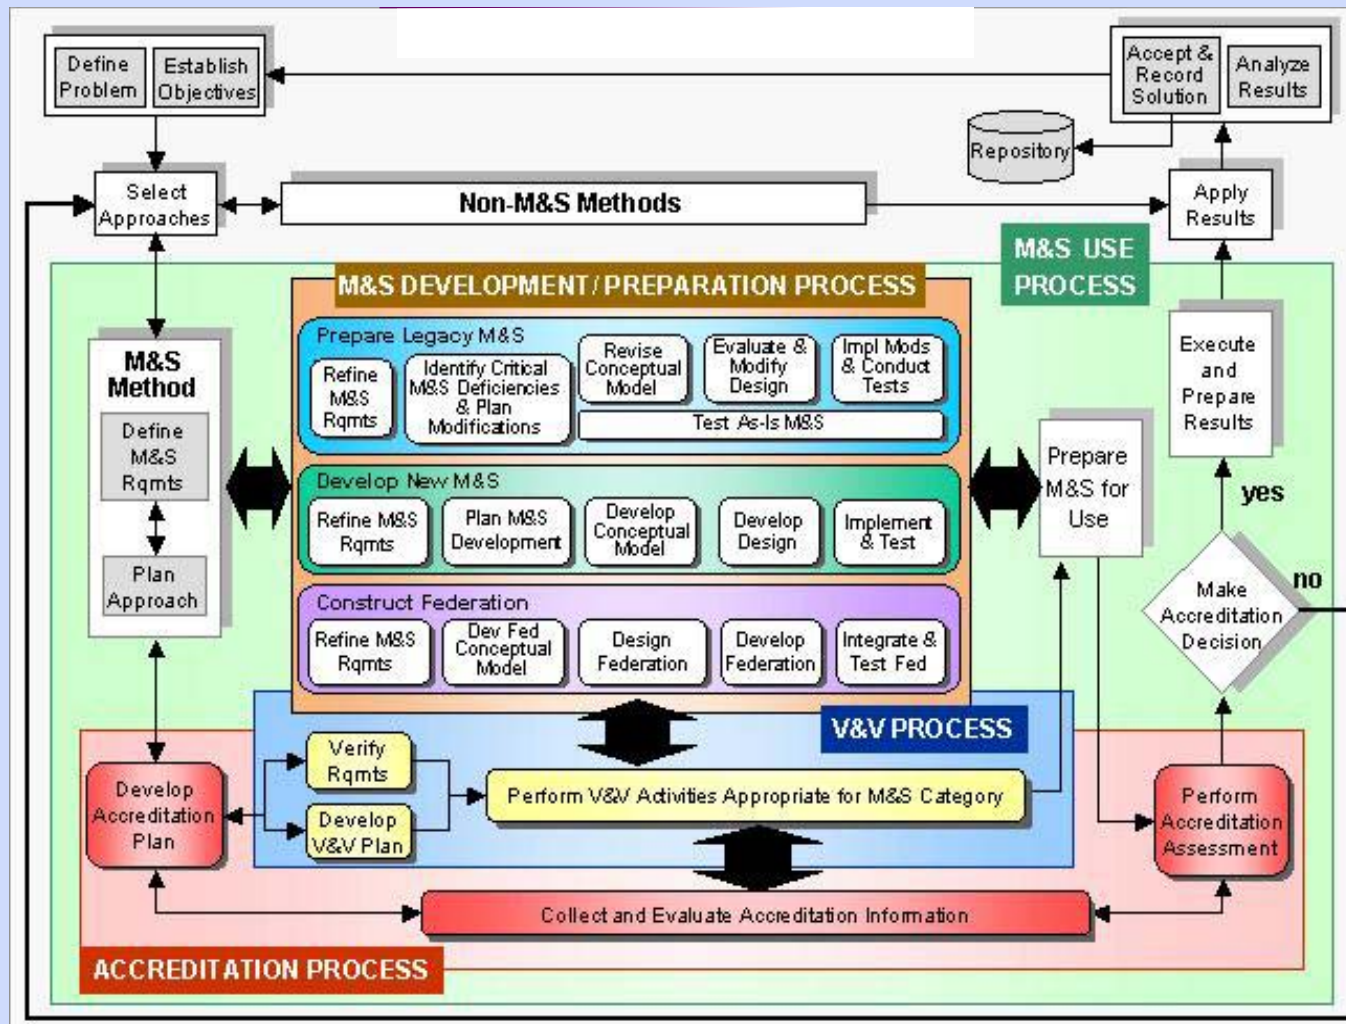 Define
Problem
Establish
Objectives
Accept &
Record
Solution
Analyze
Results
Repository
Select
Approaches
Non-M&S Methods
Apply
Results
M&S USE
PROCESS
M&S DEVELOPMENT / PREPARATION PROCESS
Prepare Legacy M&S
Refine
M&S
Rqmts
Identify Critical
M&S Deficiencies
& Plan
Modifications
Revise
Conceptual
Model
Evaluate &
Modify
Design
Impl Mods
& Conduct
Tests
Test As-Is M&S
M&S
Method
Define
M&S
Rqmts
Plan
Approach
Develop New M&S
Refine M&S
Rqmts
Plan M&S
Development
Develop
Conceptual
Model
Develop
Design
Implement
& Test
Construct Federation
Refine M&S
Rqmts
Dev Fed
Conceptual
Model
Design
Federation
Develop
Federation
Integrate &
Test Fed
Prepare
M&S for
Use
Execute
and
Prepare
Results
yes
no
Make
Accreditation
Decision
V&V PROCESS
Verify
Rqmts
Develop
V&V Plan
Perform V&V Activities Appropriate for M&S Category
Develop
Accreditation
Plan
Perform
Accreditation
Assessment
Collect and Evaluate Accreditation Information
ACCREDITATION PROCESS